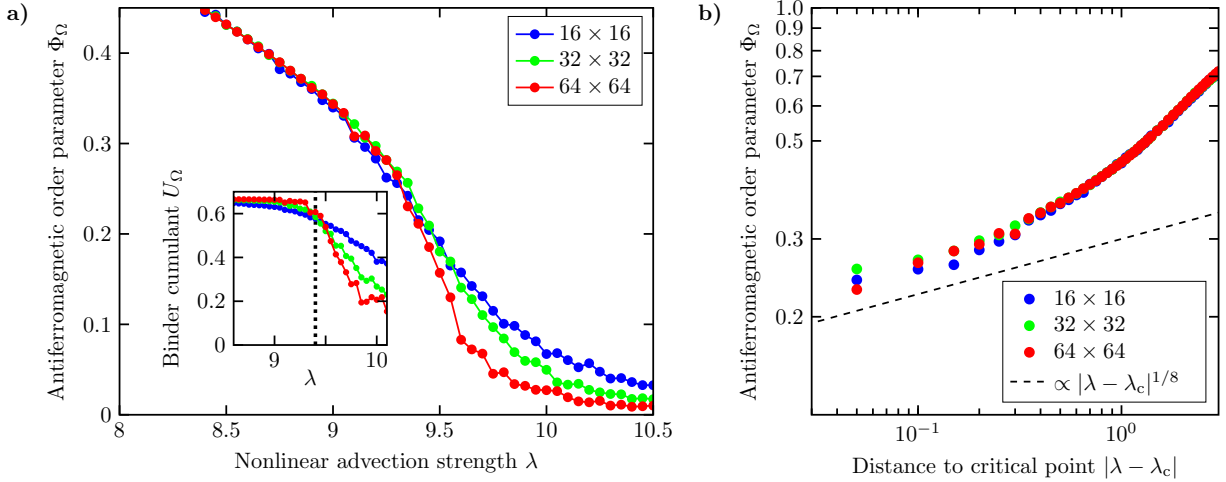 a)
Antiferromagnetic order parameter Φ_Ω
0.4
0.3
0.2
0.1
0
8
8.5
9
9.5
10
10.5
Nonlinear advection strength λ
16 × 16
32 × 32
64 × 64
Binder cumulant U_Ω
0.6
0.4
0.2
0
9
10
λ
b)
Antiferromagnetic order parameter Φ_Ω
1.0
0.9
0.8
0.7
0.6
0.5
0.3
0.2
10^{-1}
10^{0}
Distance to critical point |λ − λ_c|
16 × 16
32 × 32
64 × 64
∝ |λ − λ_c|^{1/8}